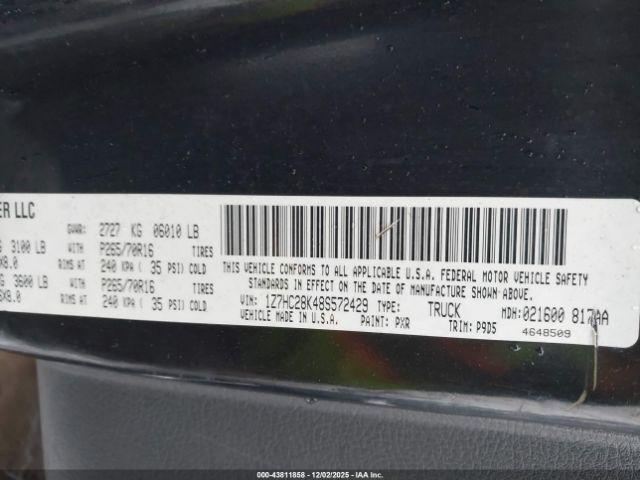 ER LLC
GVWR: 2727 KG 06010 LB
G 3100 LB WITH P265/70R16 TIRES
X8.0 RIMS AT 240 KPA ( 35 PSI) COLD
G 3600 LB WITH P265/70R16 TIRES
X8.0 RIMS AT 240 KPA ( 35 PSI) COLD
THIS VEHICLE CONFORMS TO ALL APPLICABLE U.S.A. FEDERAL MOTOR VEHICLE SAFETY
STANDARDS IN EFFECT ON THE DATE OF MANUFACTURE SHOWN ABOVE.
VIN: 1Z7HC28K48S572429 TYPE: TRUCK MDH: 021600 817AA
VEHICLE MADE IN U.S.A. PAINT: PXR TRIM: P9D5 4648509
000-43811858 - 12/02/2025 - IAA Inc.